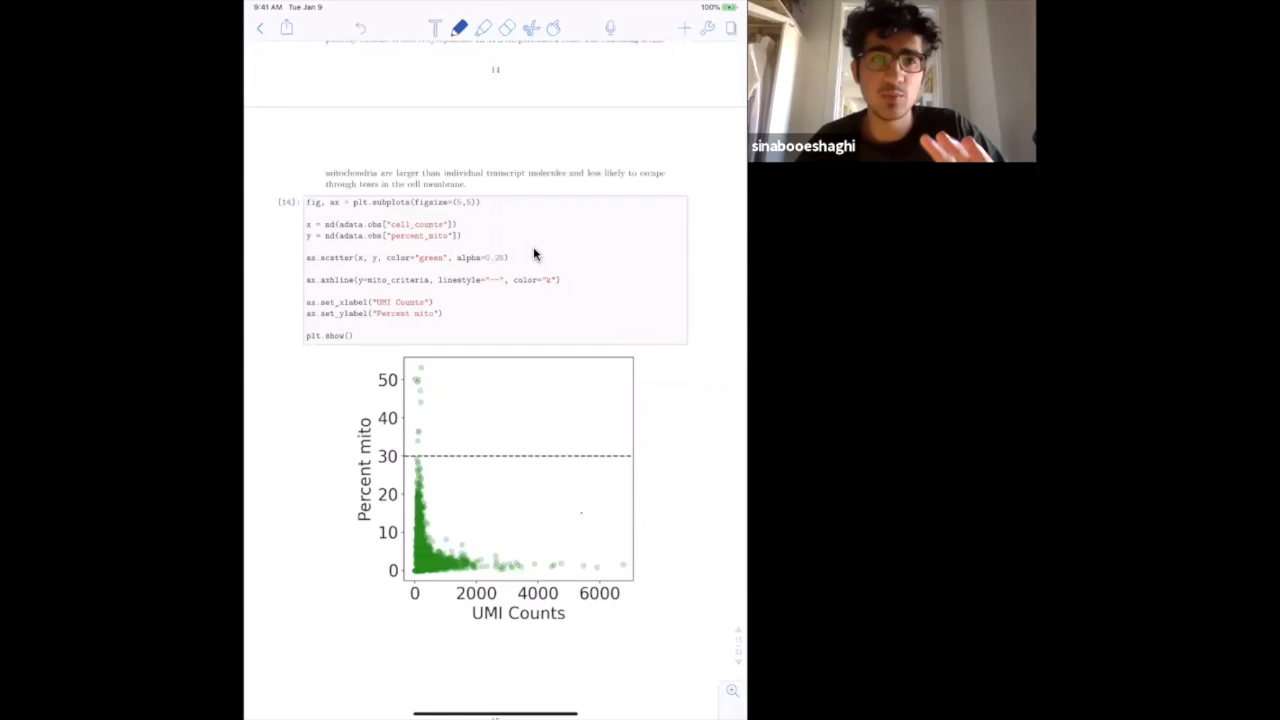 9:41 AM Tue Jan 9
100%
14
sinabooeshaghi
mitochondria are larger than individual transcript molecules and less likely to escape
through tears in the cell membrane.
[14]:
fig, ax = plt.subplots(figsize=(5,5))
x = nd(adata.obs["cell_counts"])
y = nd(adata.obs["percent_mito"])
ax.scatter(x, y, color="green", alpha=0.25)
ax.axhline(y=mito_criteria, linestyle="--", color="k")
ax.set_xlabel("UMI Counts")
ax.set_ylabel("Percent mito")
plt.show()
50
40
30
20
10
0
Percent mito
0 2000 4000 6000
UMI Counts